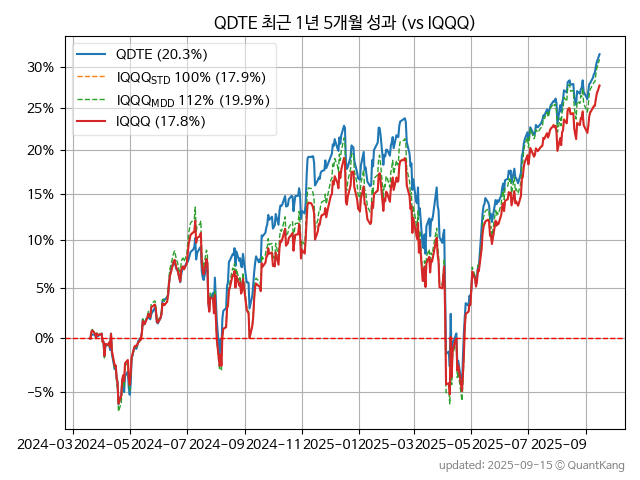 QDTE 최근 1년 5개월 성과 (vs IQQQ)
QDTE (20.3%)
IQQQSTD 100% (17.9%)
IQQQMDD 112% (19.9%)
IQQQ (17.8%)
30%
25%
20%
15%
10%
5%
0%
−5%
2024-03 2024-05 2024-07 2024-09 2024-11 2025-01 2025-03 2025-05 2025-07 2025-09
updated: 2025-09-15 © QuantKang